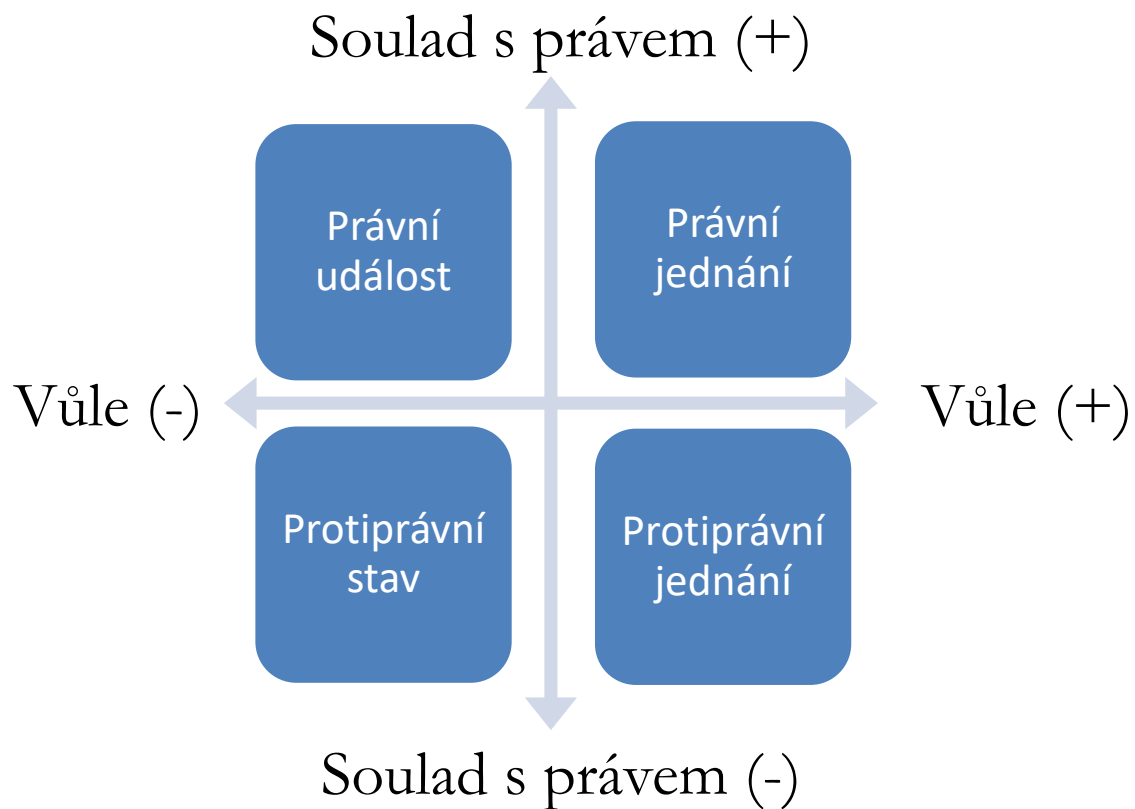 Soulad s právem (+)
Právní
událost
Právní
jednání
Vůle (-)
Vůle (+)
Protiprávní
stav
Protiprávní
jednání
Soulad s právem (-)